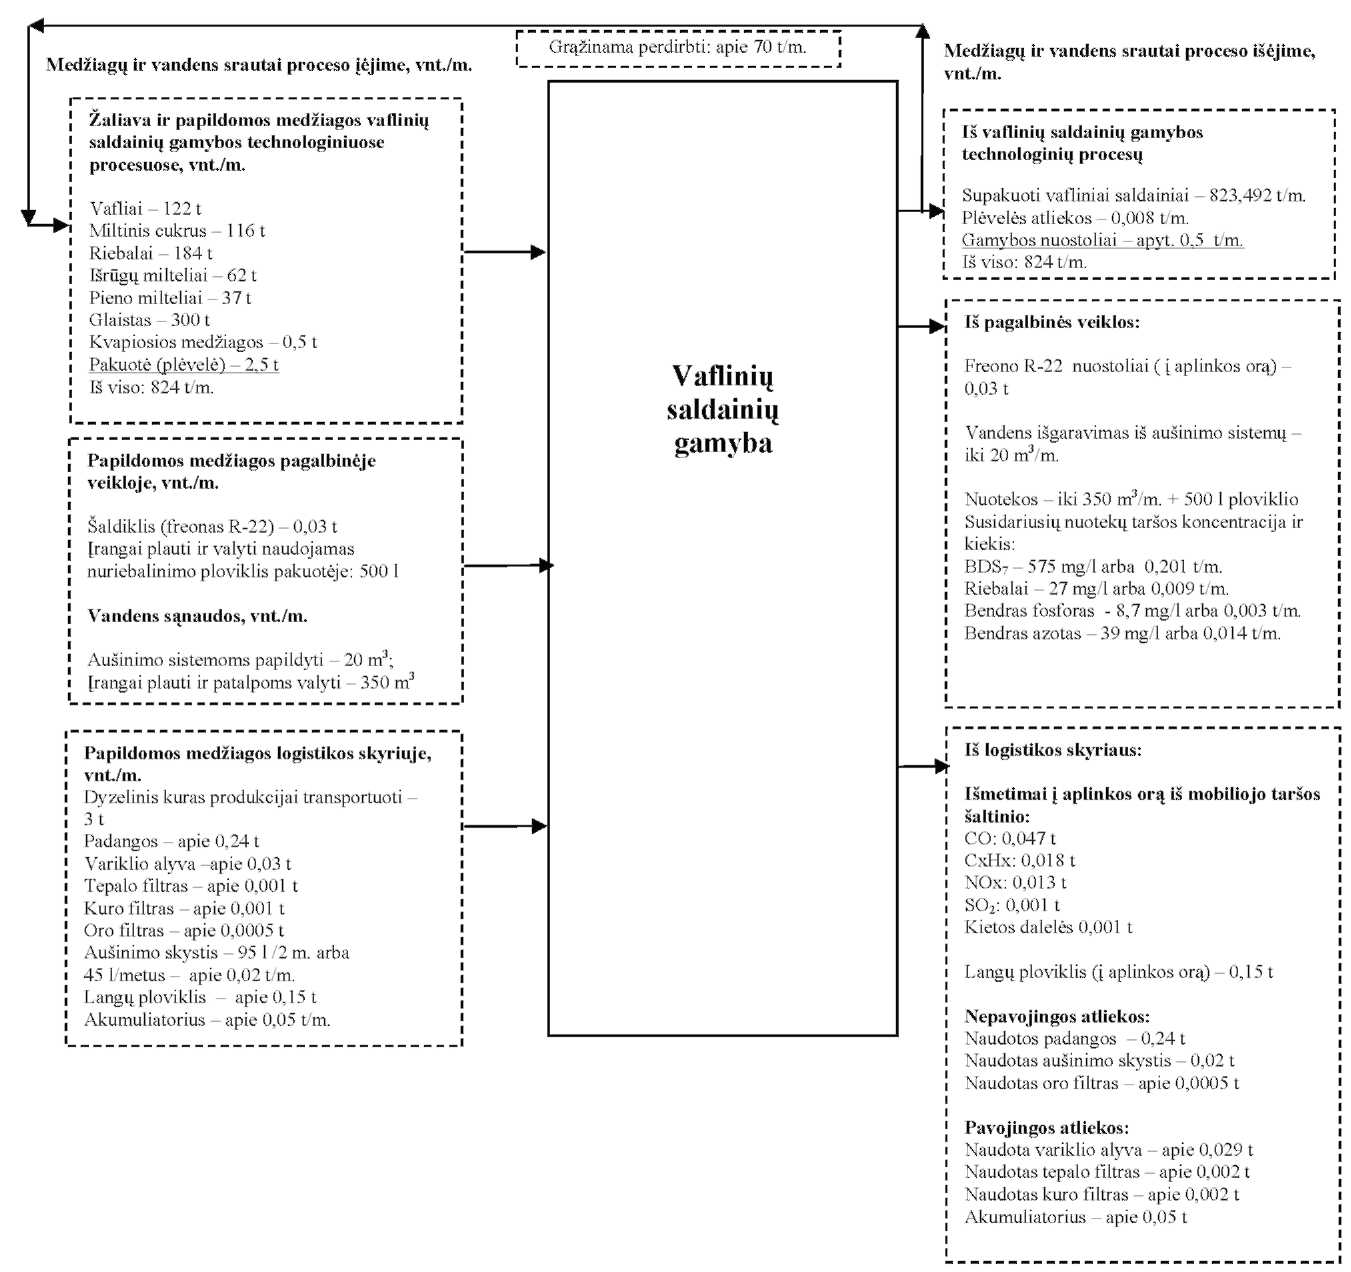 Grąžinama perdirbti: apie 70 t/m.
Medžiagų ir vandens srautai proceso įėjime, vnt./m.
Žaliava ir papildomos medžiagos vaflinių
saldainių gamybos technologiniuose
procesuose, vnt./m.
Vafliai – 122 t
Miltinis cukrus – 116 t
Riebalai – 184 t
Išrūgų milteliai – 62 t
Pieno milteliai – 37 t
Glaistas – 300 t
Kvapiosios medžiagos – 0,5 t
Pakuotė (plėvelė) – 2,5 t
Iš viso: 824 t/m.
Papildomos medžiagos pagalbinėje
veikloje, vnt./m.
Šaldiklis (freonas R-22) – 0,03 t
Įrangai plauti ir valyti naudojamas
nuriebalinimo ploviklis pakuotėje: 500 l
Vandens sąnaudos, vnt./m.
Aušinimo sistemoms papildyti – 20 m³;
Įrangai plauti ir patalpoms valyti – 350 m³
Papildomos medžiagos logistikos skyriuje,
vnt./m.
Dyzelinis kuras produkcijai transportuoti –
3 t
Padangos – apie 0,24 t
Variklio alyva –apie 0,03 t
Tepalo filtras – apie 0,001 t
Kuro filtras – apie 0,001 t
Oro filtras – apie 0,0005 t
Aušinimo skystis – 95 l /2 m. arba
45 l/metus – apie 0,02 t/m.
Langų ploviklis – apie 0,15 t
Akumuliatorius – apie 0,05 t/m.
Vaflinių
saldainių
gamyba
Medžiagų ir vandens srautai proceso išėjime,
vnt./m.
Iš vaflinių saldainių gamybos
technologinių procesų
Supakuoti vafliniai saldainiai – 823,492 t/m.
Plėvelės atliekos – 0,008 t/m.
Gamybos nuostoliai – apyt. 0,5 t/m.
Iš viso: 824 t/m.
Iš pagalbinės veiklos:
Freono R-22 nuostoliai ( į aplinkos orą) –
0,03 t
Vandens išgaravimas iš aušinimo sistemų –
iki 20 m³/m.
Nuotekos – iki 350 m³/m. + 500 l ploviklio
Susidariusių nuotekų taršos koncentracija ir
kiekis:
BDS₇ – 575 mg/l arba 0,201 t/m.
Riebalai – 27 mg/l arba 0,009 t/m.
Bendras fosforas - 8,7 mg/l arba 0,003 t/m.
Bendras azotas – 39 mg/l arba 0,014 t/m.
Iš logistikos skyriaus:
Išmetimai į aplinkos orą iš mobiliojo taršos
šaltinio:
CO: 0,047 t
CxHx: 0,018 t
NOx: 0,013 t
SO₂: 0,001 t
Kietos dalelės 0,001 t
Langų ploviklis (į aplinkos orą) – 0,15 t
Nepavojingos atliekos:
Naudotos padangos – 0,24 t
Naudotas aušinimo skystis – 0,02 t
Naudotas oro filtras – apie 0,0005 t
Pavojingos atliekos:
Naudota variklio alyva – apie 0,029 t
Naudotas tepalo filtras – apie 0,002 t
Naudotas kuro filtras – apie 0,002 t
Akumuliatorius – apie 0,05 t